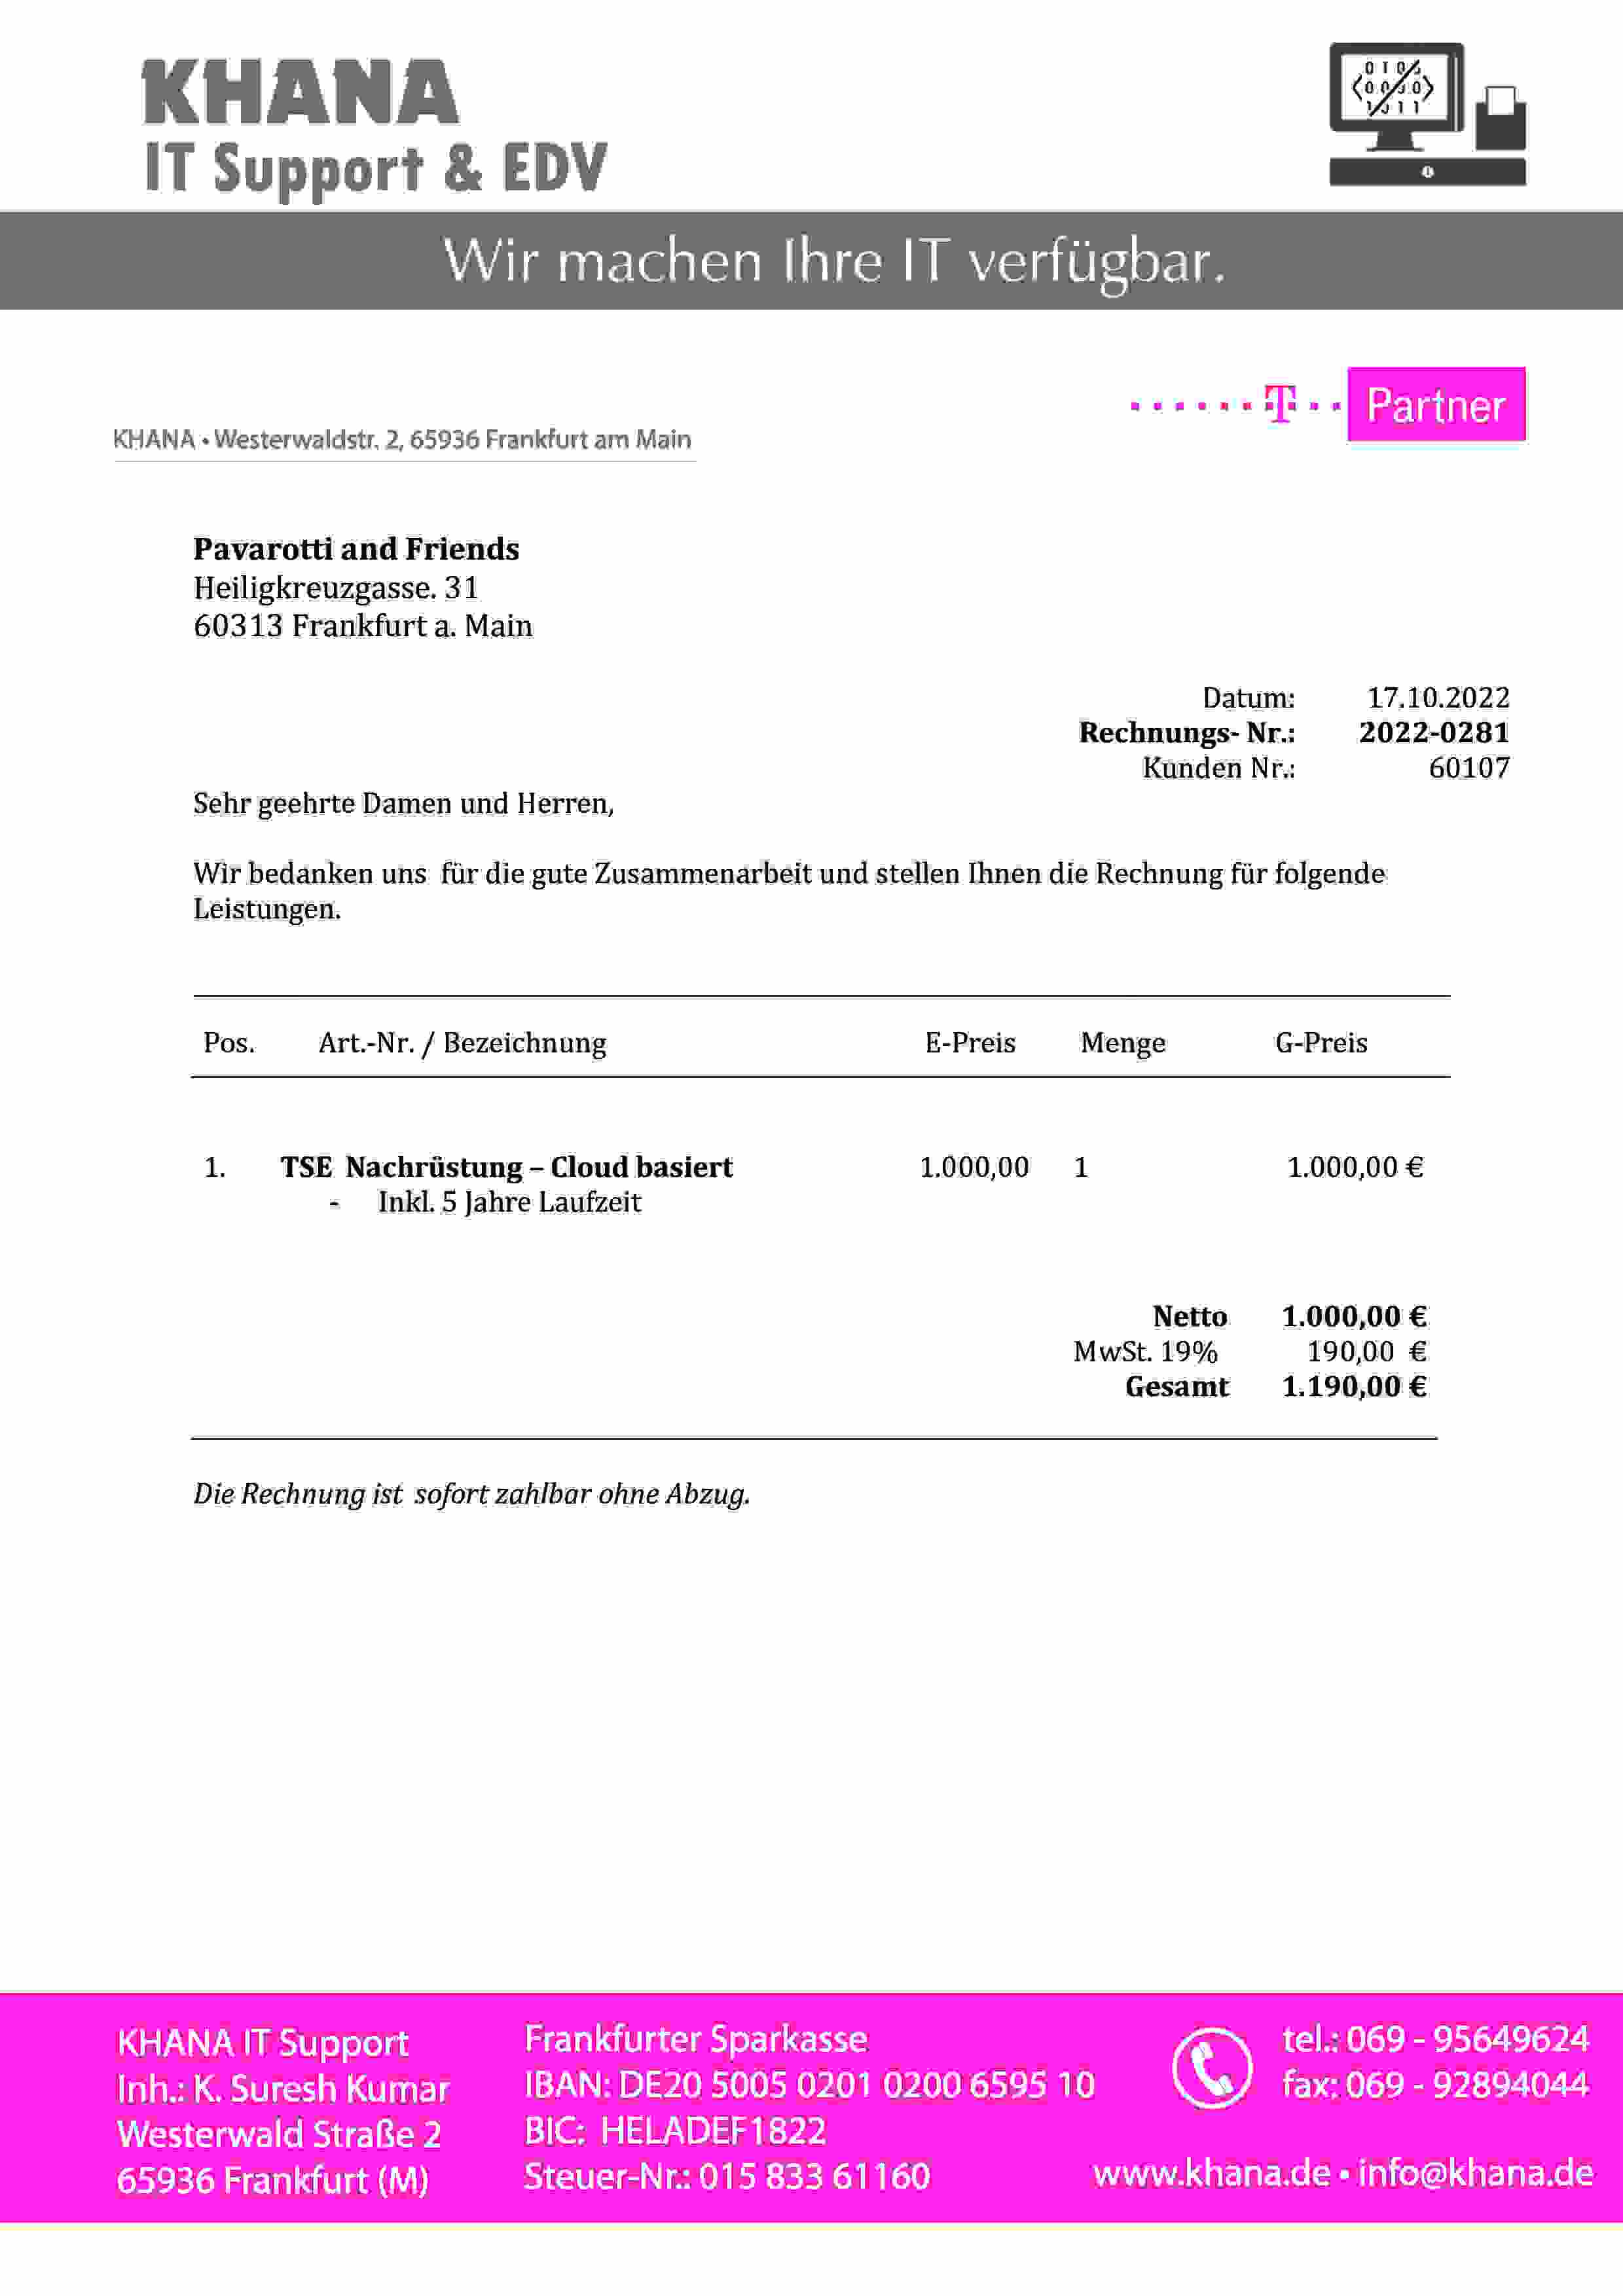 KHANA
IT Support & EDV
Wir machen Ihre IT verfügbar.
T Partner
KHANA • Westerwaldstr. 2, 65936 Frankfurt am Main
Pavarotti and Friends
Heiligkreuzgasse. 31
60313 Frankfurt a. Main
Datum: 17.10.2022
Rechnungs- Nr.: 2022-0281
Kunden Nr.: 60107
Sehr geehrte Damen und Herren,
Wir bedanken uns für die gute Zusammenarbeit und stellen Ihnen die Rechnung für folgende
Leistungen.
Pos. Art.-Nr. / Bezeichnung E-Preis Menge G-Preis
1. TSE Nachrüstung – Cloud basiert 1.000,00 1 1.000,00 €
- Inkl. 5 Jahre Laufzeit
Netto 1.000,00 €
MwSt. 19% 190,00 €
Gesamt 1.190,00 €
Die Rechnung ist sofort zahlbar ohne Abzug.
KHANA IT Support
Inh.: K. Suresh Kumar
Westerwald Straße 2
65936 Frankfurt (M)
Frankfurter Sparkasse
IBAN: DE20 5005 0201 0200 6595 10
BIC: HELADEF1822
Steuer-Nr.: 015 833 61160
tel.: 069 - 95649624
fax: 069 - 92894044
www.khana.de • info@khana.de